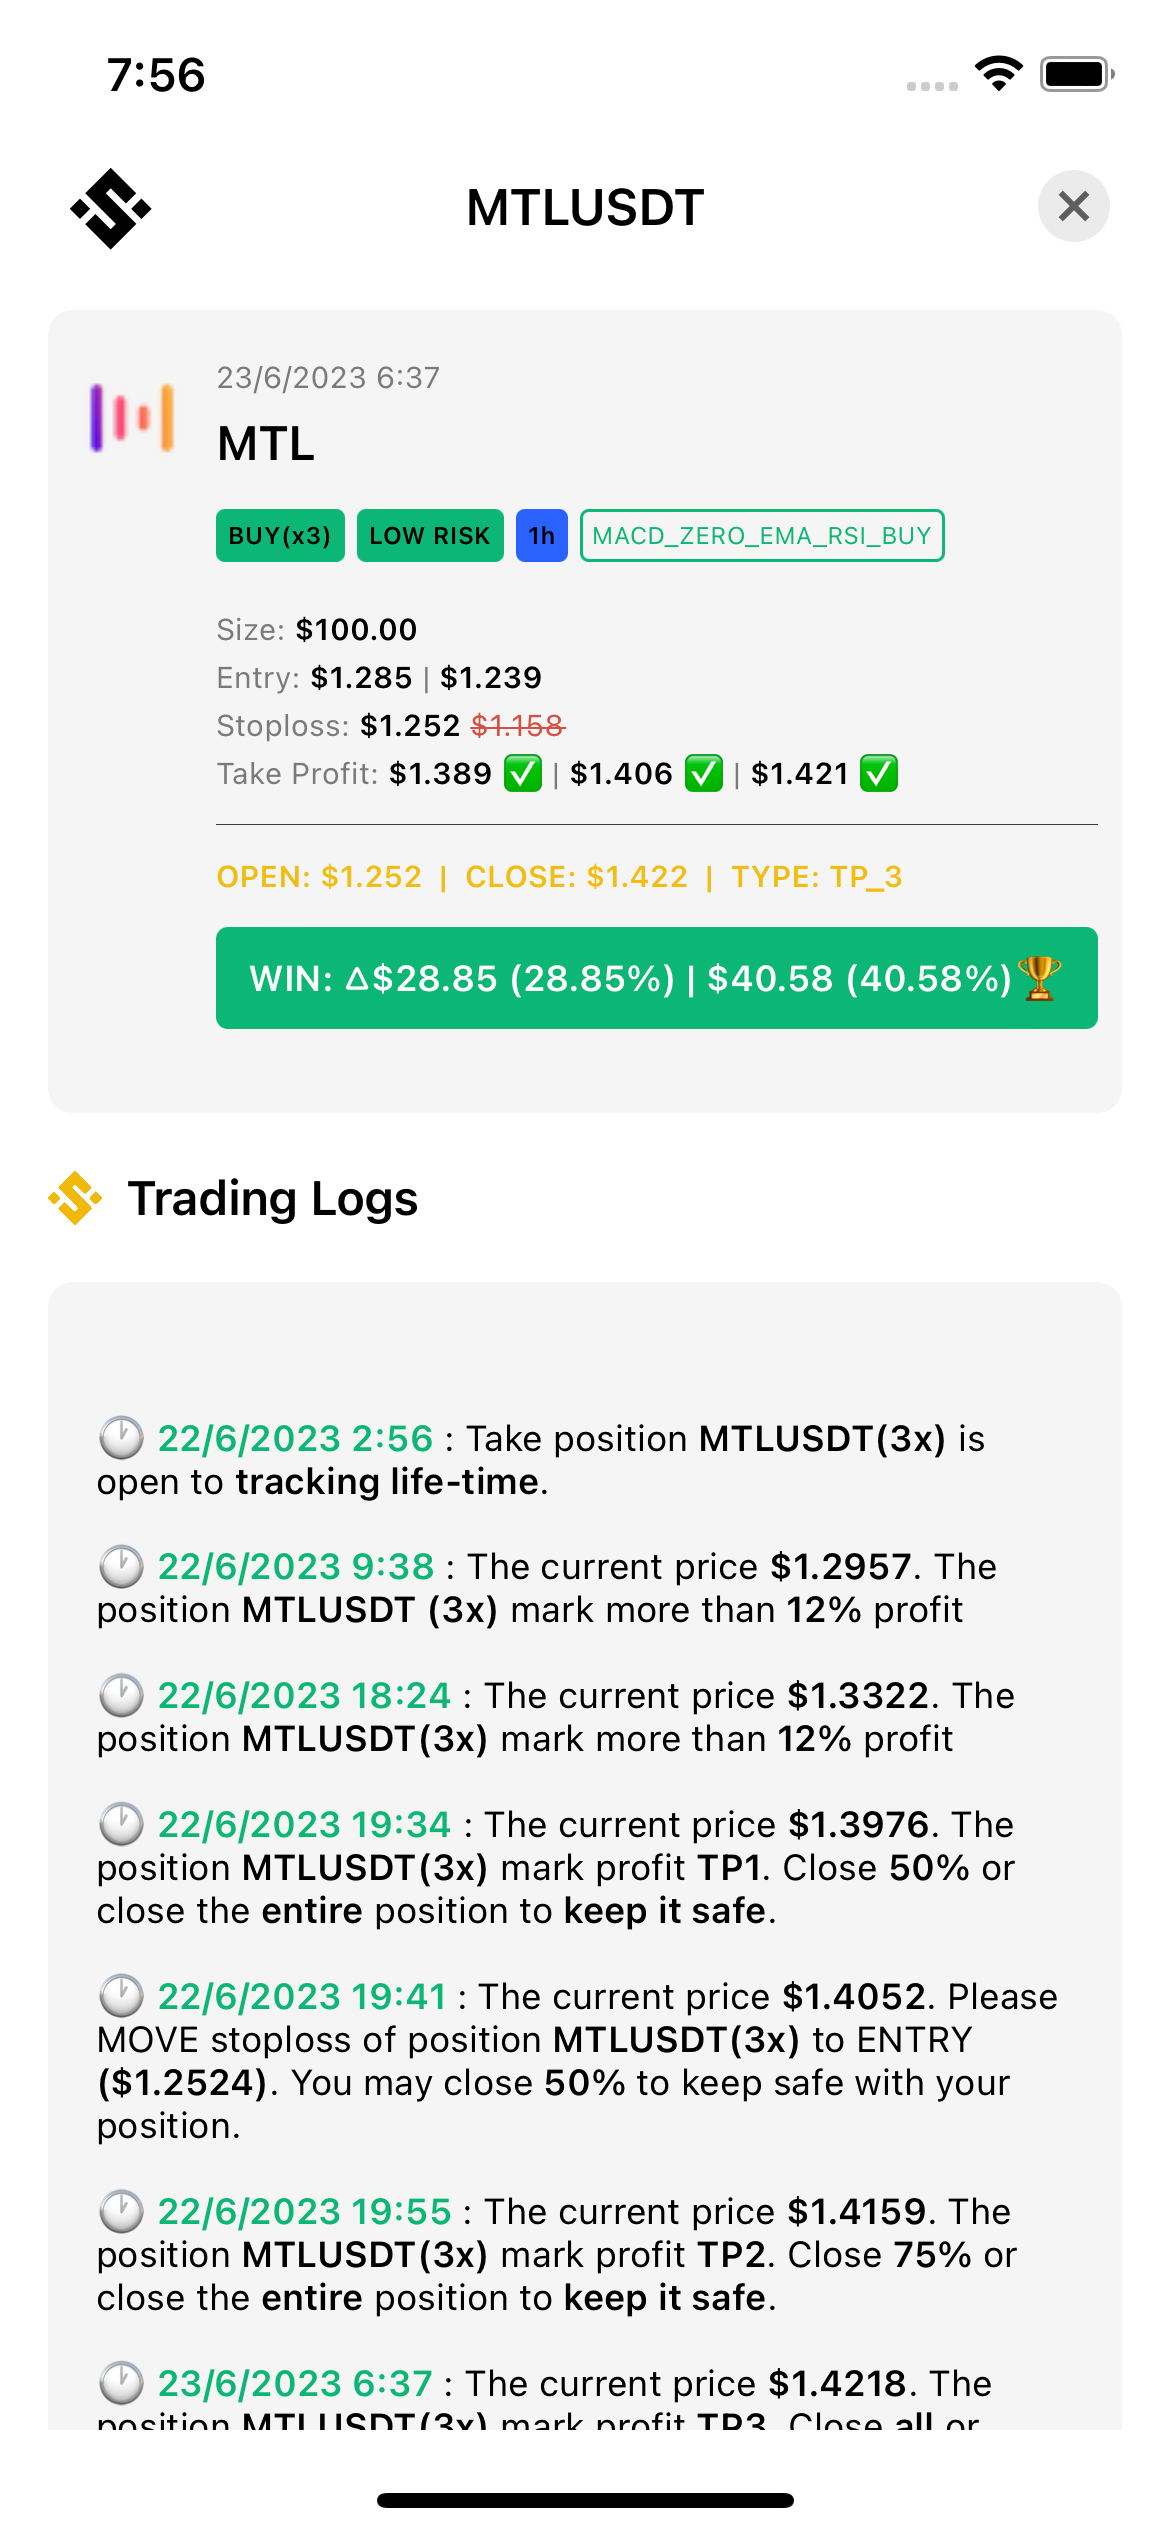 7:56
MTLUSDT
23/6/2023 6:37
MTL
BUY(x3) LOW RISK 1h MACD_ZERO_EMA_RSI_BUY
Size: $100.00
Entry: $1.285 | $1.239
Stoploss: $1.252 $1.158
Take Profit: $1.389 ✅ | $1.406 ✅ | $1.421 ✅
OPEN: $1.252 | CLOSE: $1.422 | TYPE: TP_3
WIN: Δ$28.85 (28.85%) | $40.58 (40.58%)🏆
Trading Logs
🕐 22/6/2023 2:56 : Take position MTLUSDT(3x) is
open to tracking life-time.
🕐 22/6/2023 9:38 : The current price $1.2957. The
position MTLUSDT (3x) mark more than 12% profit
🕐 22/6/2023 18:24 : The current price $1.3322. The
position MTLUSDT(3x) mark more than 12% profit
🕐 22/6/2023 19:34 : The current price $1.3976. The
position MTLUSDT(3x) mark profit TP1. Close 50% or
close the entire position to keep it safe.
🕐 22/6/2023 19:41 : The current price $1.4052. Please
MOVE stoploss of position MTLUSDT(3x) to ENTRY
($1.2524). You may close 50% to keep safe with your
position.
🕐 22/6/2023 19:55 : The current price $1.4159. The
position MTLUSDT(3x) mark profit TP2. Close 75% or
close the entire position to keep it safe.
🕐 23/6/2023 6:37 : The current price $1.4218. The
position MTLUSDT(3x) mark profit TP3. Close all or